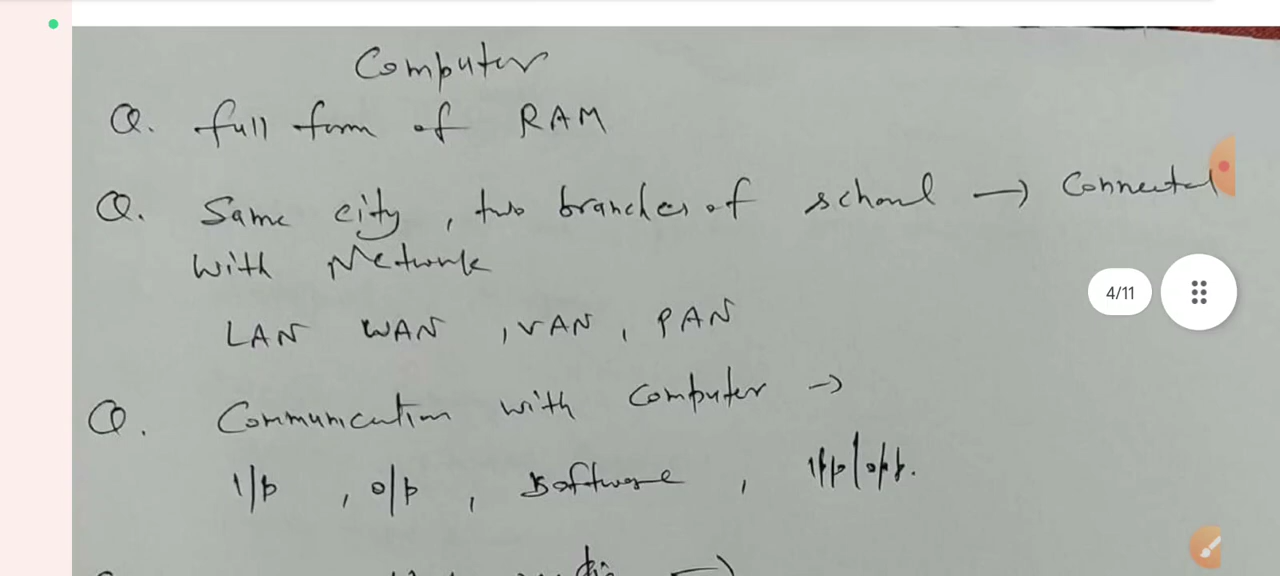 Computer
Q. full form of RAM
Q. Same city, two branches of school → Connected
with Network
LAN WAN , VAN , PAN
Q. Communication with Computer →
I/p , o/p , Software , I/p/o/p.
4/11